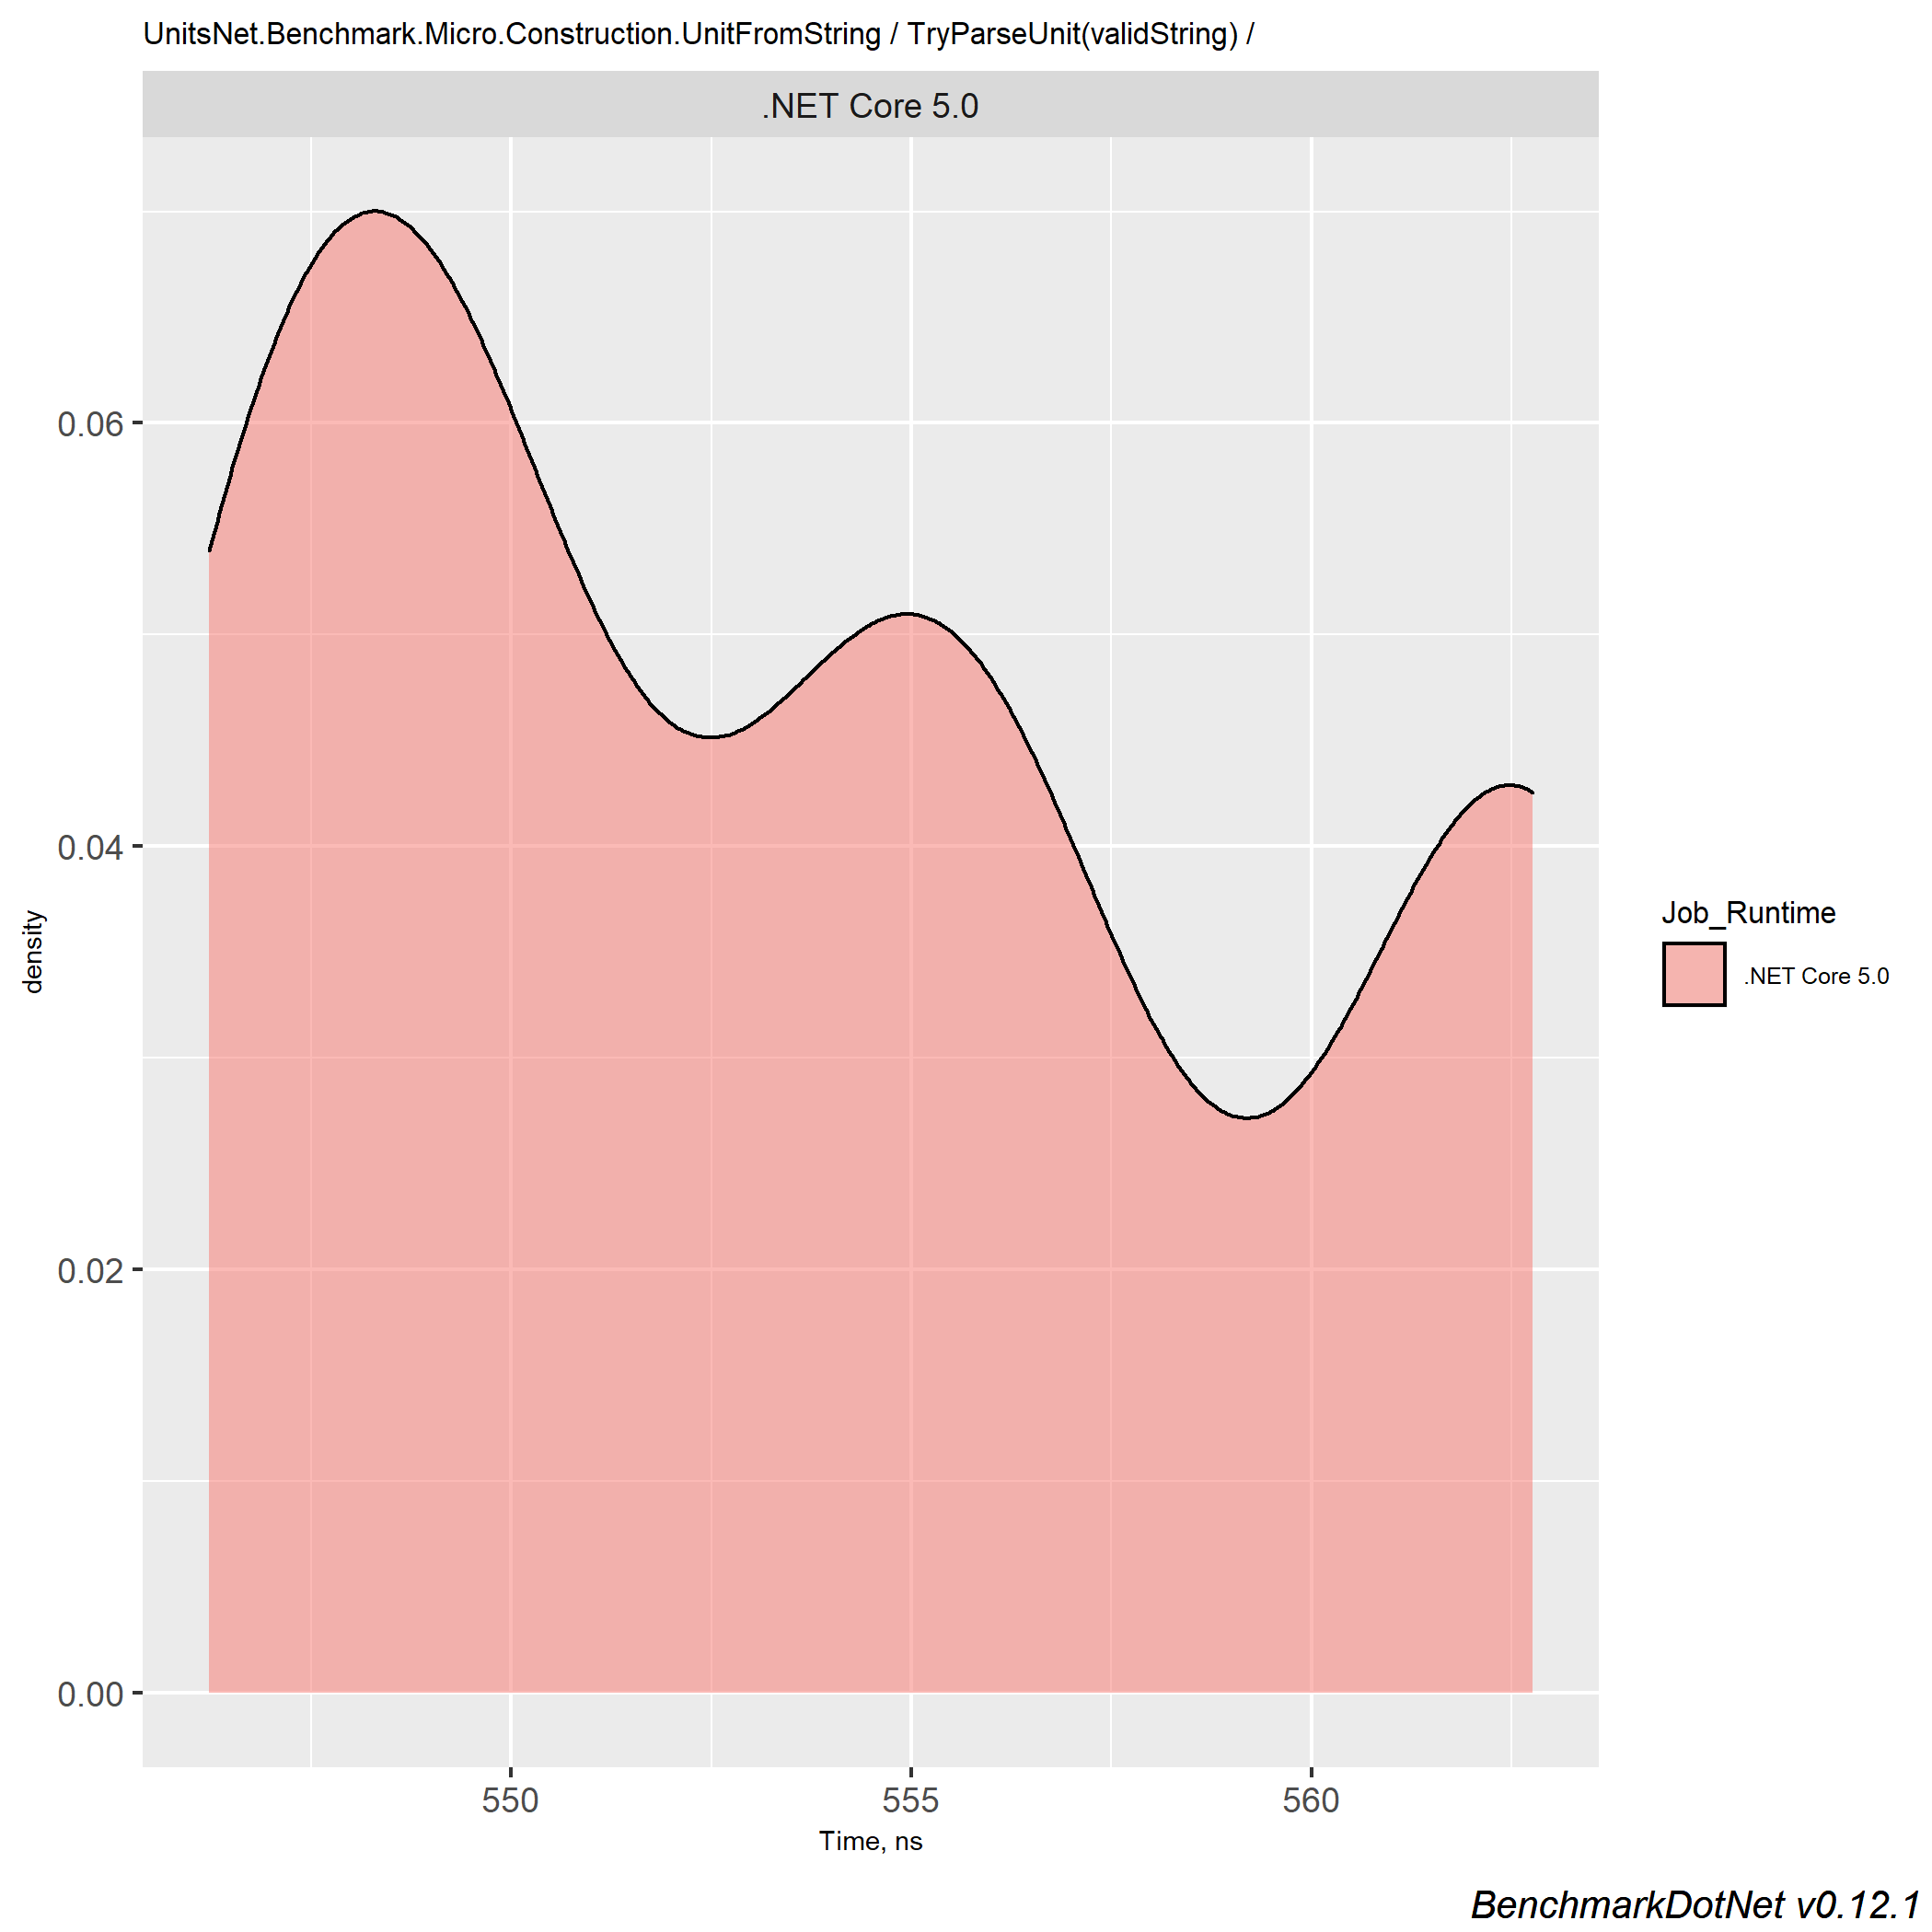 UnitsNet.Benchmark.Micro.Construction.UnitFromString / TryParseUnit(validString) /
.NET Core 5.0
0.06
0.04
0.02
0.00
density
550
555
560
Time, ns
Job_Runtime
.NET Core 5.0
BenchmarkDotNet v0.12.1